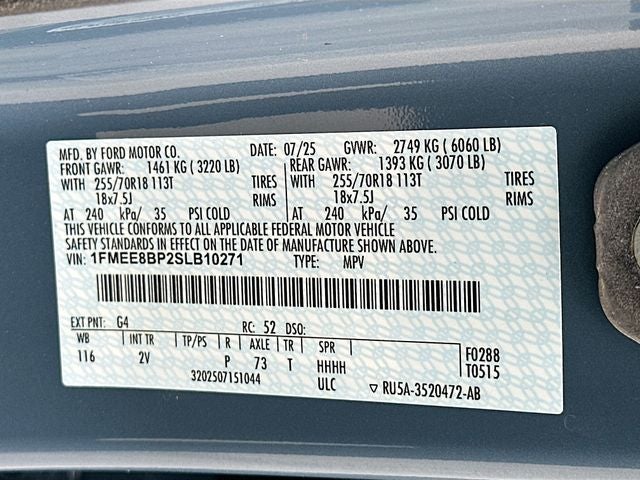 MFD. BY FORD MOTOR CO. DATE: 07/25 GVWR: 2749 KG ( 6060 LB)
FRONT GAWR: 1461 KG ( 3220 LB) REAR GAWR: 1393 KG ( 3070 LB)
WITH 255/70R18 113T TIRES WITH 255/70R18 113T TIRES
18x7.5J RIMS 18x7.5J RIMS
AT 240 kPa/ 35 PSI COLD AT 240 kPa/ 35 PSI COLD
THIS VEHICLE CONFORMS TO ALL APPLICABLE FEDERAL MOTOR VEHICLE
SAFETY STANDARDS IN EFFECT ON THE DATE OF MANUFACTURE SHOWN ABOVE.
VIN: 1FMEE8BP2SLB10271 TYPE: MPV
EXT PNT: G4 RC: 52 DSO:
WB INT TR TP/PS R AXLE TR SPR F0288
116 2V P 73 T HHHH T0515
3202507151044 ULC RU5A-3520472-AB